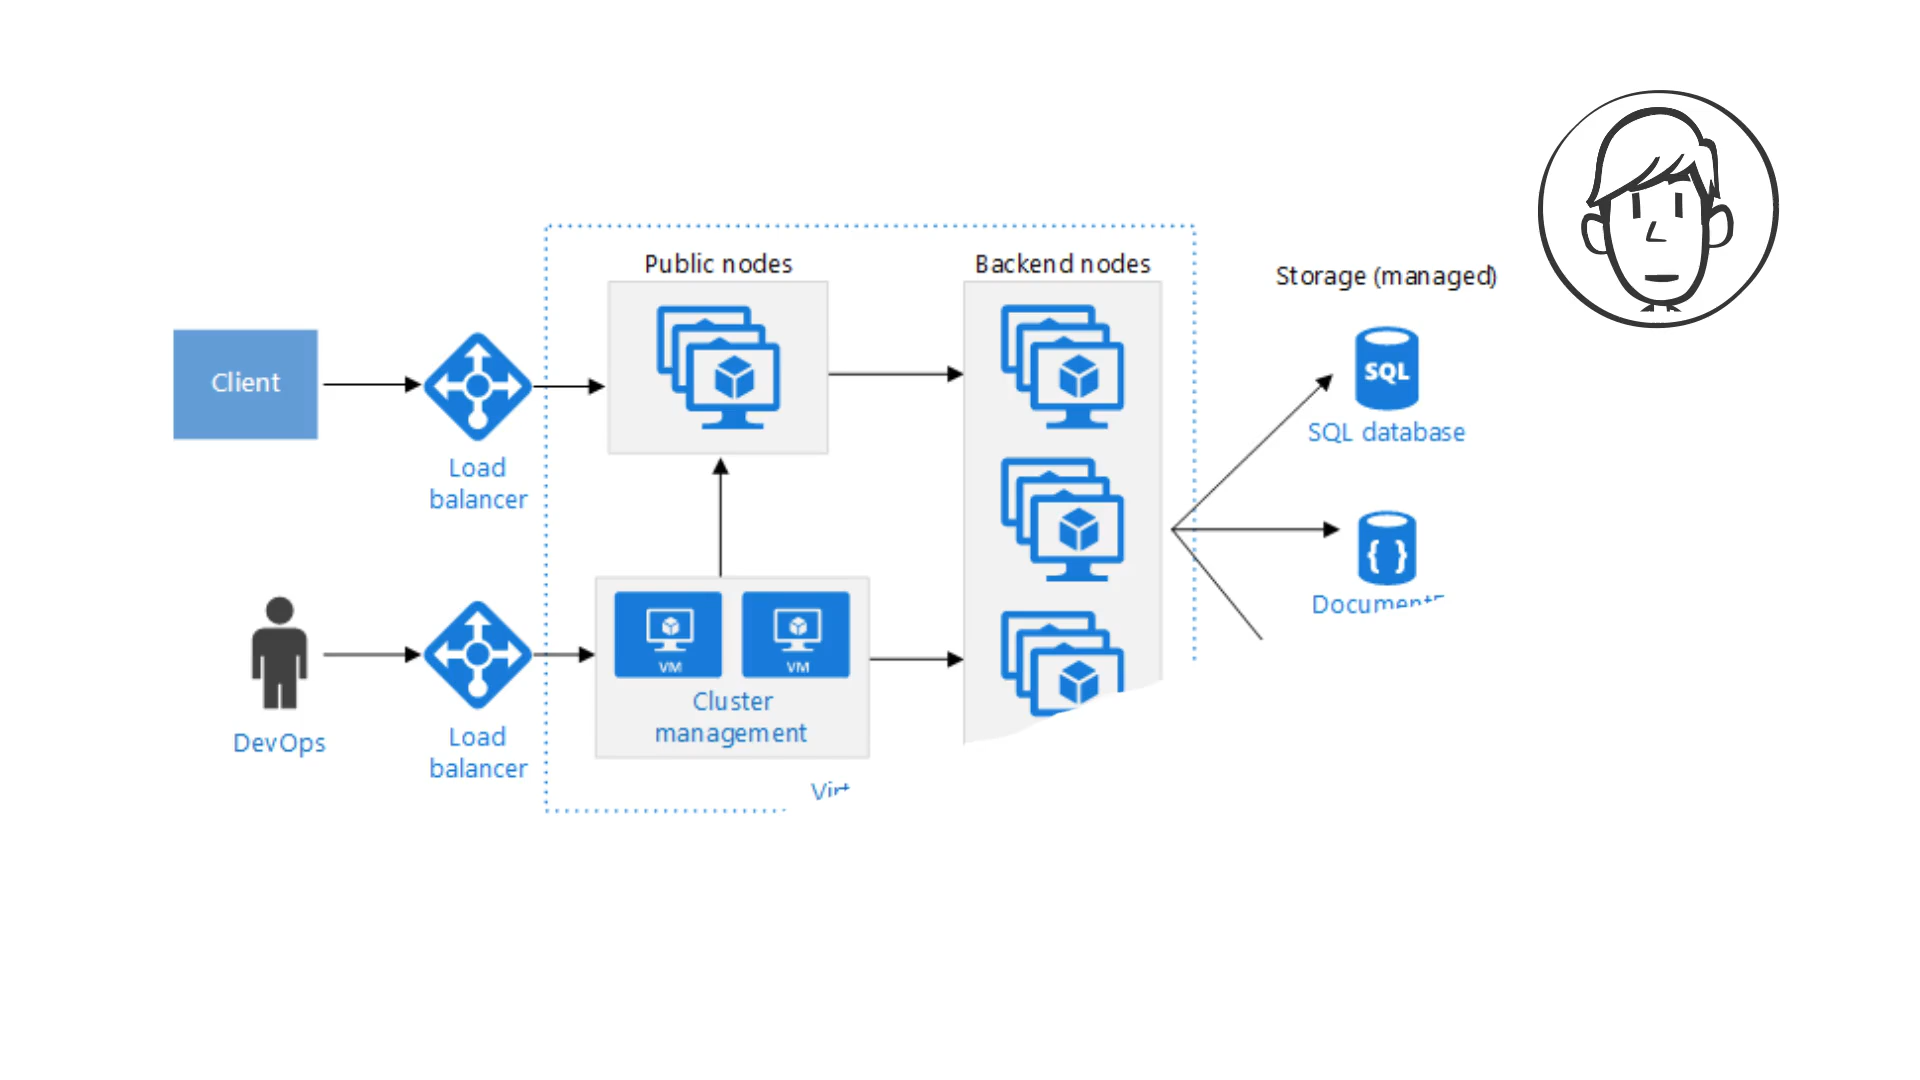 Public nodes
Backend nodes
Storage (managed)
Client
SQL
SQL database
Load
balancer
{ }
VM
VM
Cluster
management
DevOps
Load
balancer